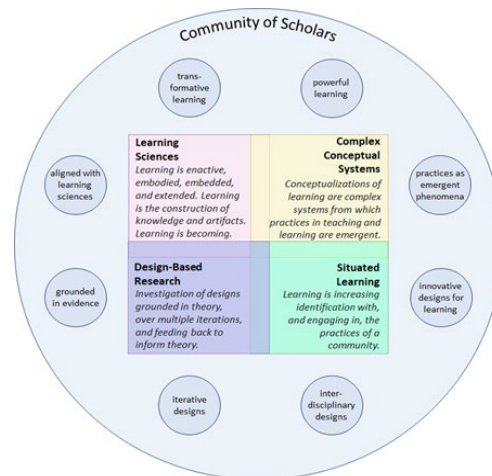 Community of Scholars
trans-
formative
learning
powerful
learning
aligned with
learning
sciences
Learning
Sciences
Learning is enactive,
embodied, embedded,
and extended. Learning
is the construction of
knowledge and artifacts.
Learning is becoming.
Complex
Conceptual
Systems
Conceptualizations of
learning are complex
systems from which
practices in teaching and
learning are emergent.
practices as
emergent
phenomena
grounded
in evidence
Design-Based
Research
Investigation of designs
grounded in theory,
over multiple iterations,
and feeding back to
inform theory.
Situated
Learning
Learning is increasing
identification with,
and engaging in, the
practices of a
community.
innovative
designs for
learning
iterative
designs
inter-
disciplinary
designs